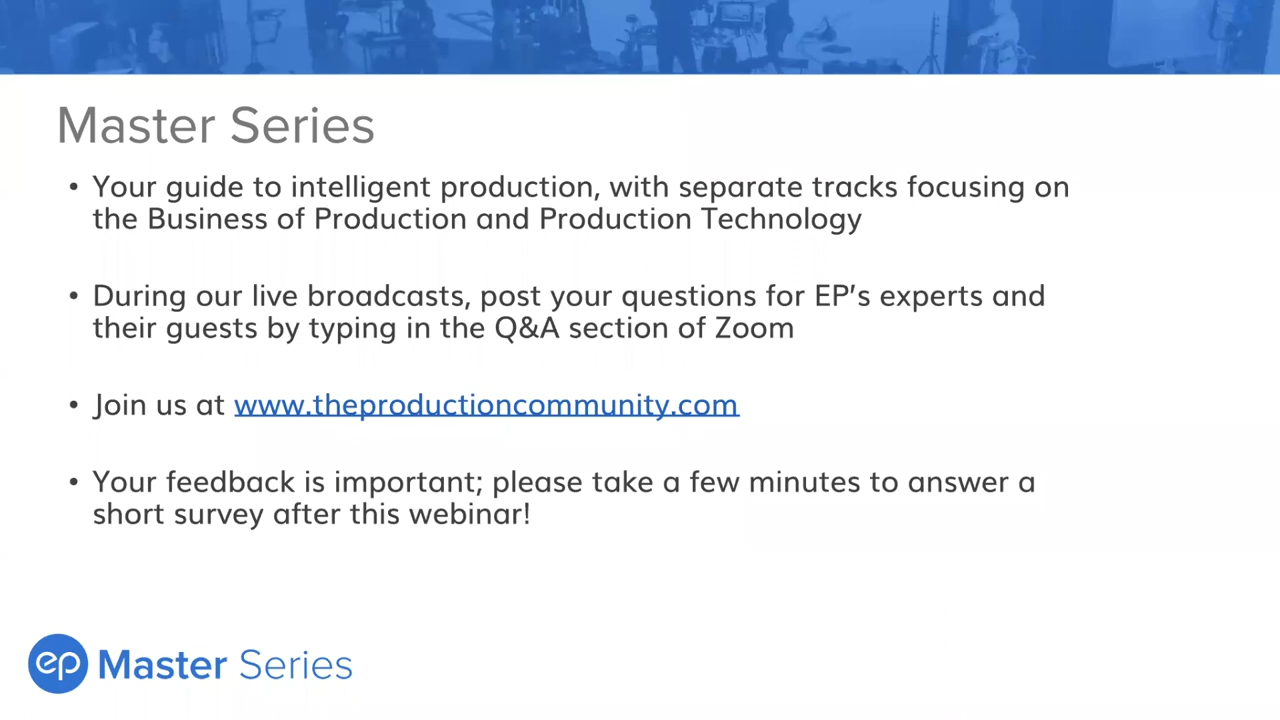 Master Series
• Your guide to intelligent production, with separate tracks focusing on
the Business of Production and Production Technology
• During our live broadcasts, post your questions for EP’s experts and
their guests by typing in the Q&A section of Zoom
• Join us at www.theproductioncommunity.com
• Your feedback is important; please take a few minutes to answer a
short survey after this webinar!
ep Master Series